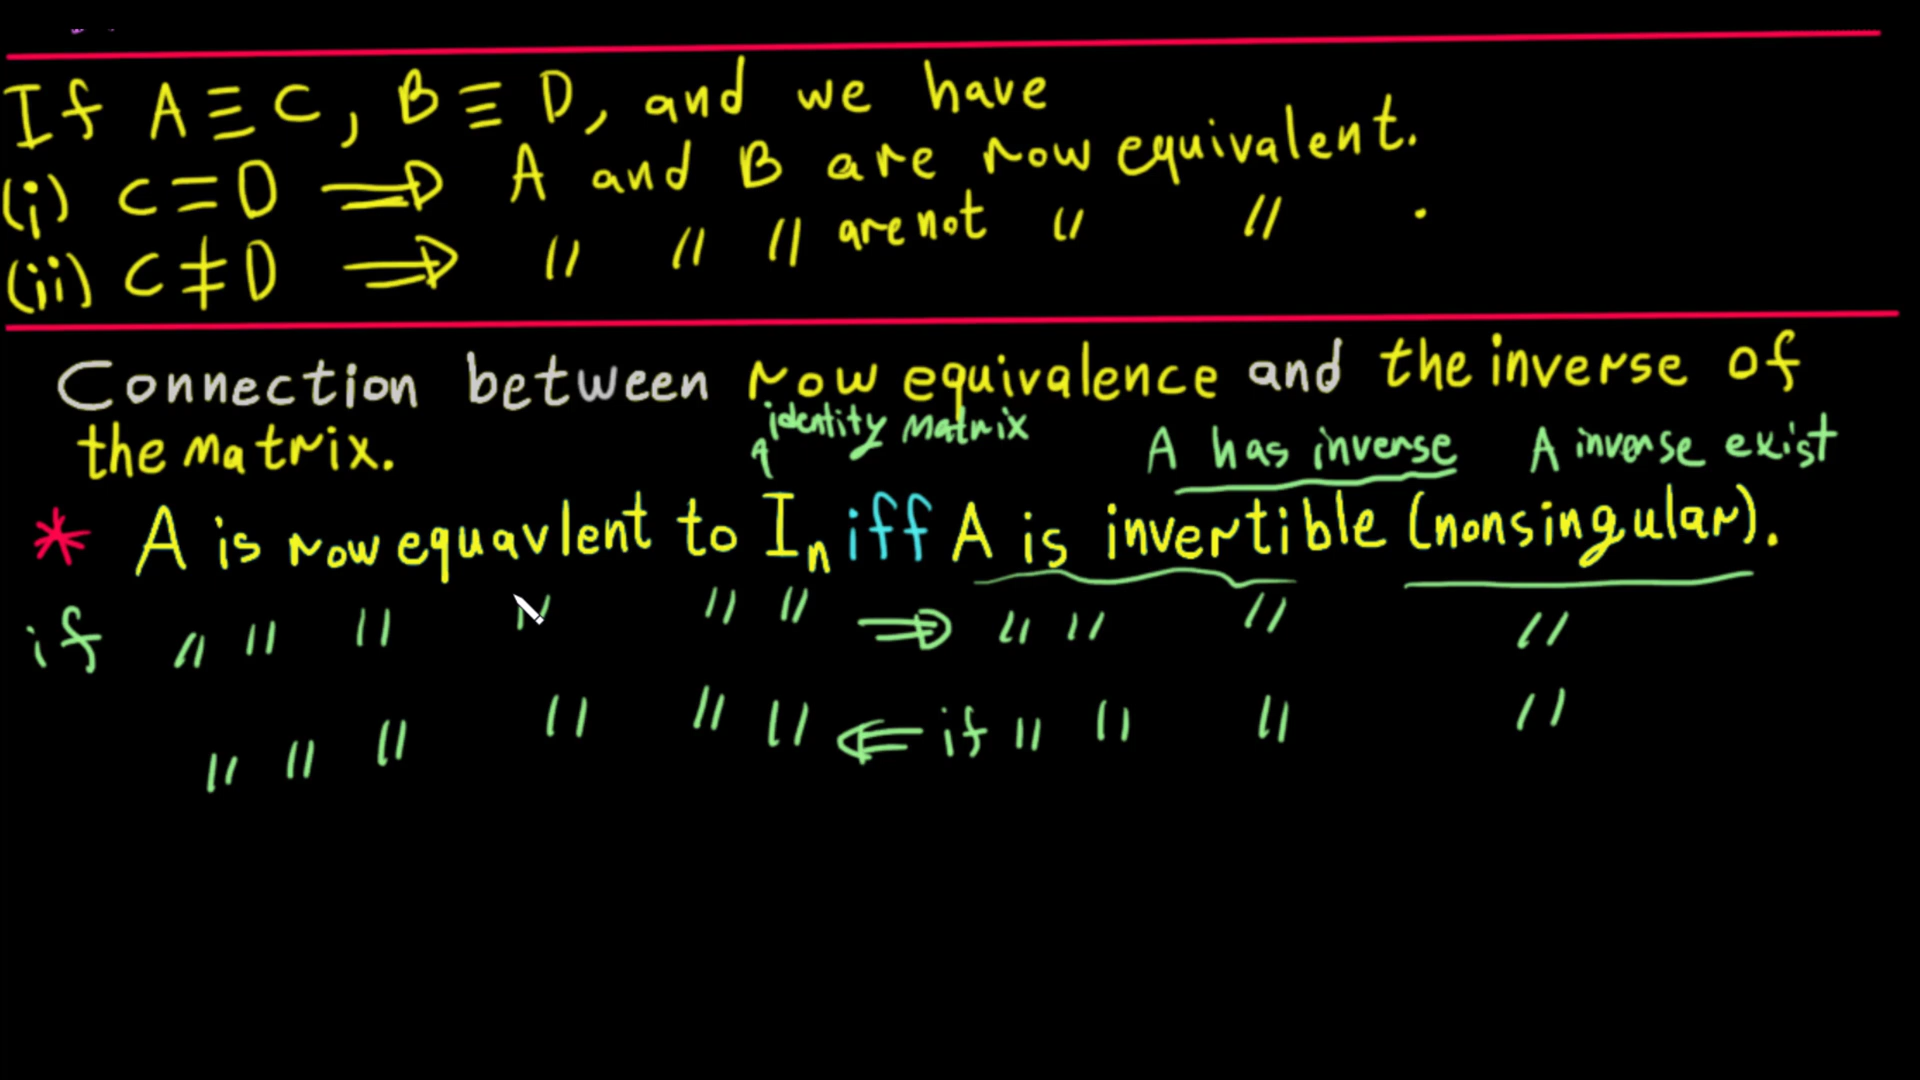 If A ≡ C, B ≡ D, and we have
(i) C = D ⇒ A and B are row equivalent.
(ii) C ≠ D ⇒ " " " are not " " .
Connection between row equivalence and the inverse of
the matrix.
identity matrix A has inverse A inverse exist
* A is row equavlent to In iff A is invertible (nonsingular).
if " " " " " " ⇒ " " " "
" " " " " " ⇐ if " " " "